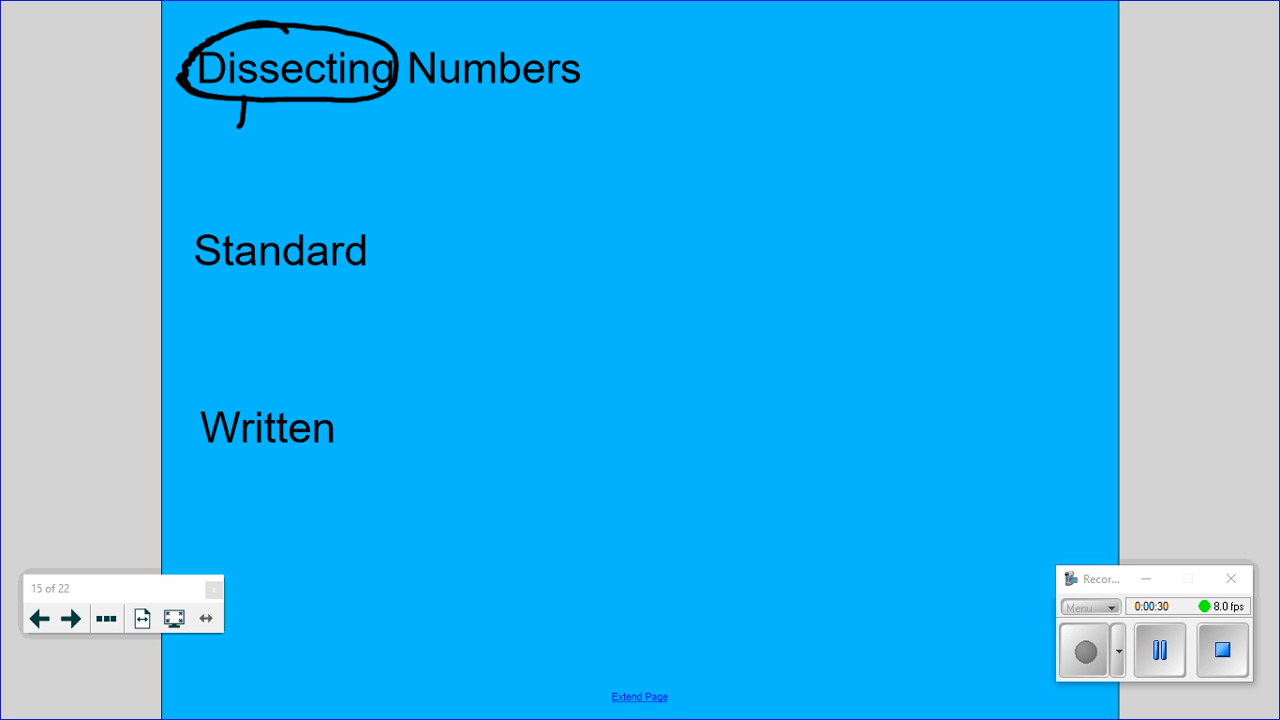 Dissecting Numbers
Standard
Written
15 of 22
Recor...
Menu
0:00:30
8.0 fps
Extend Page